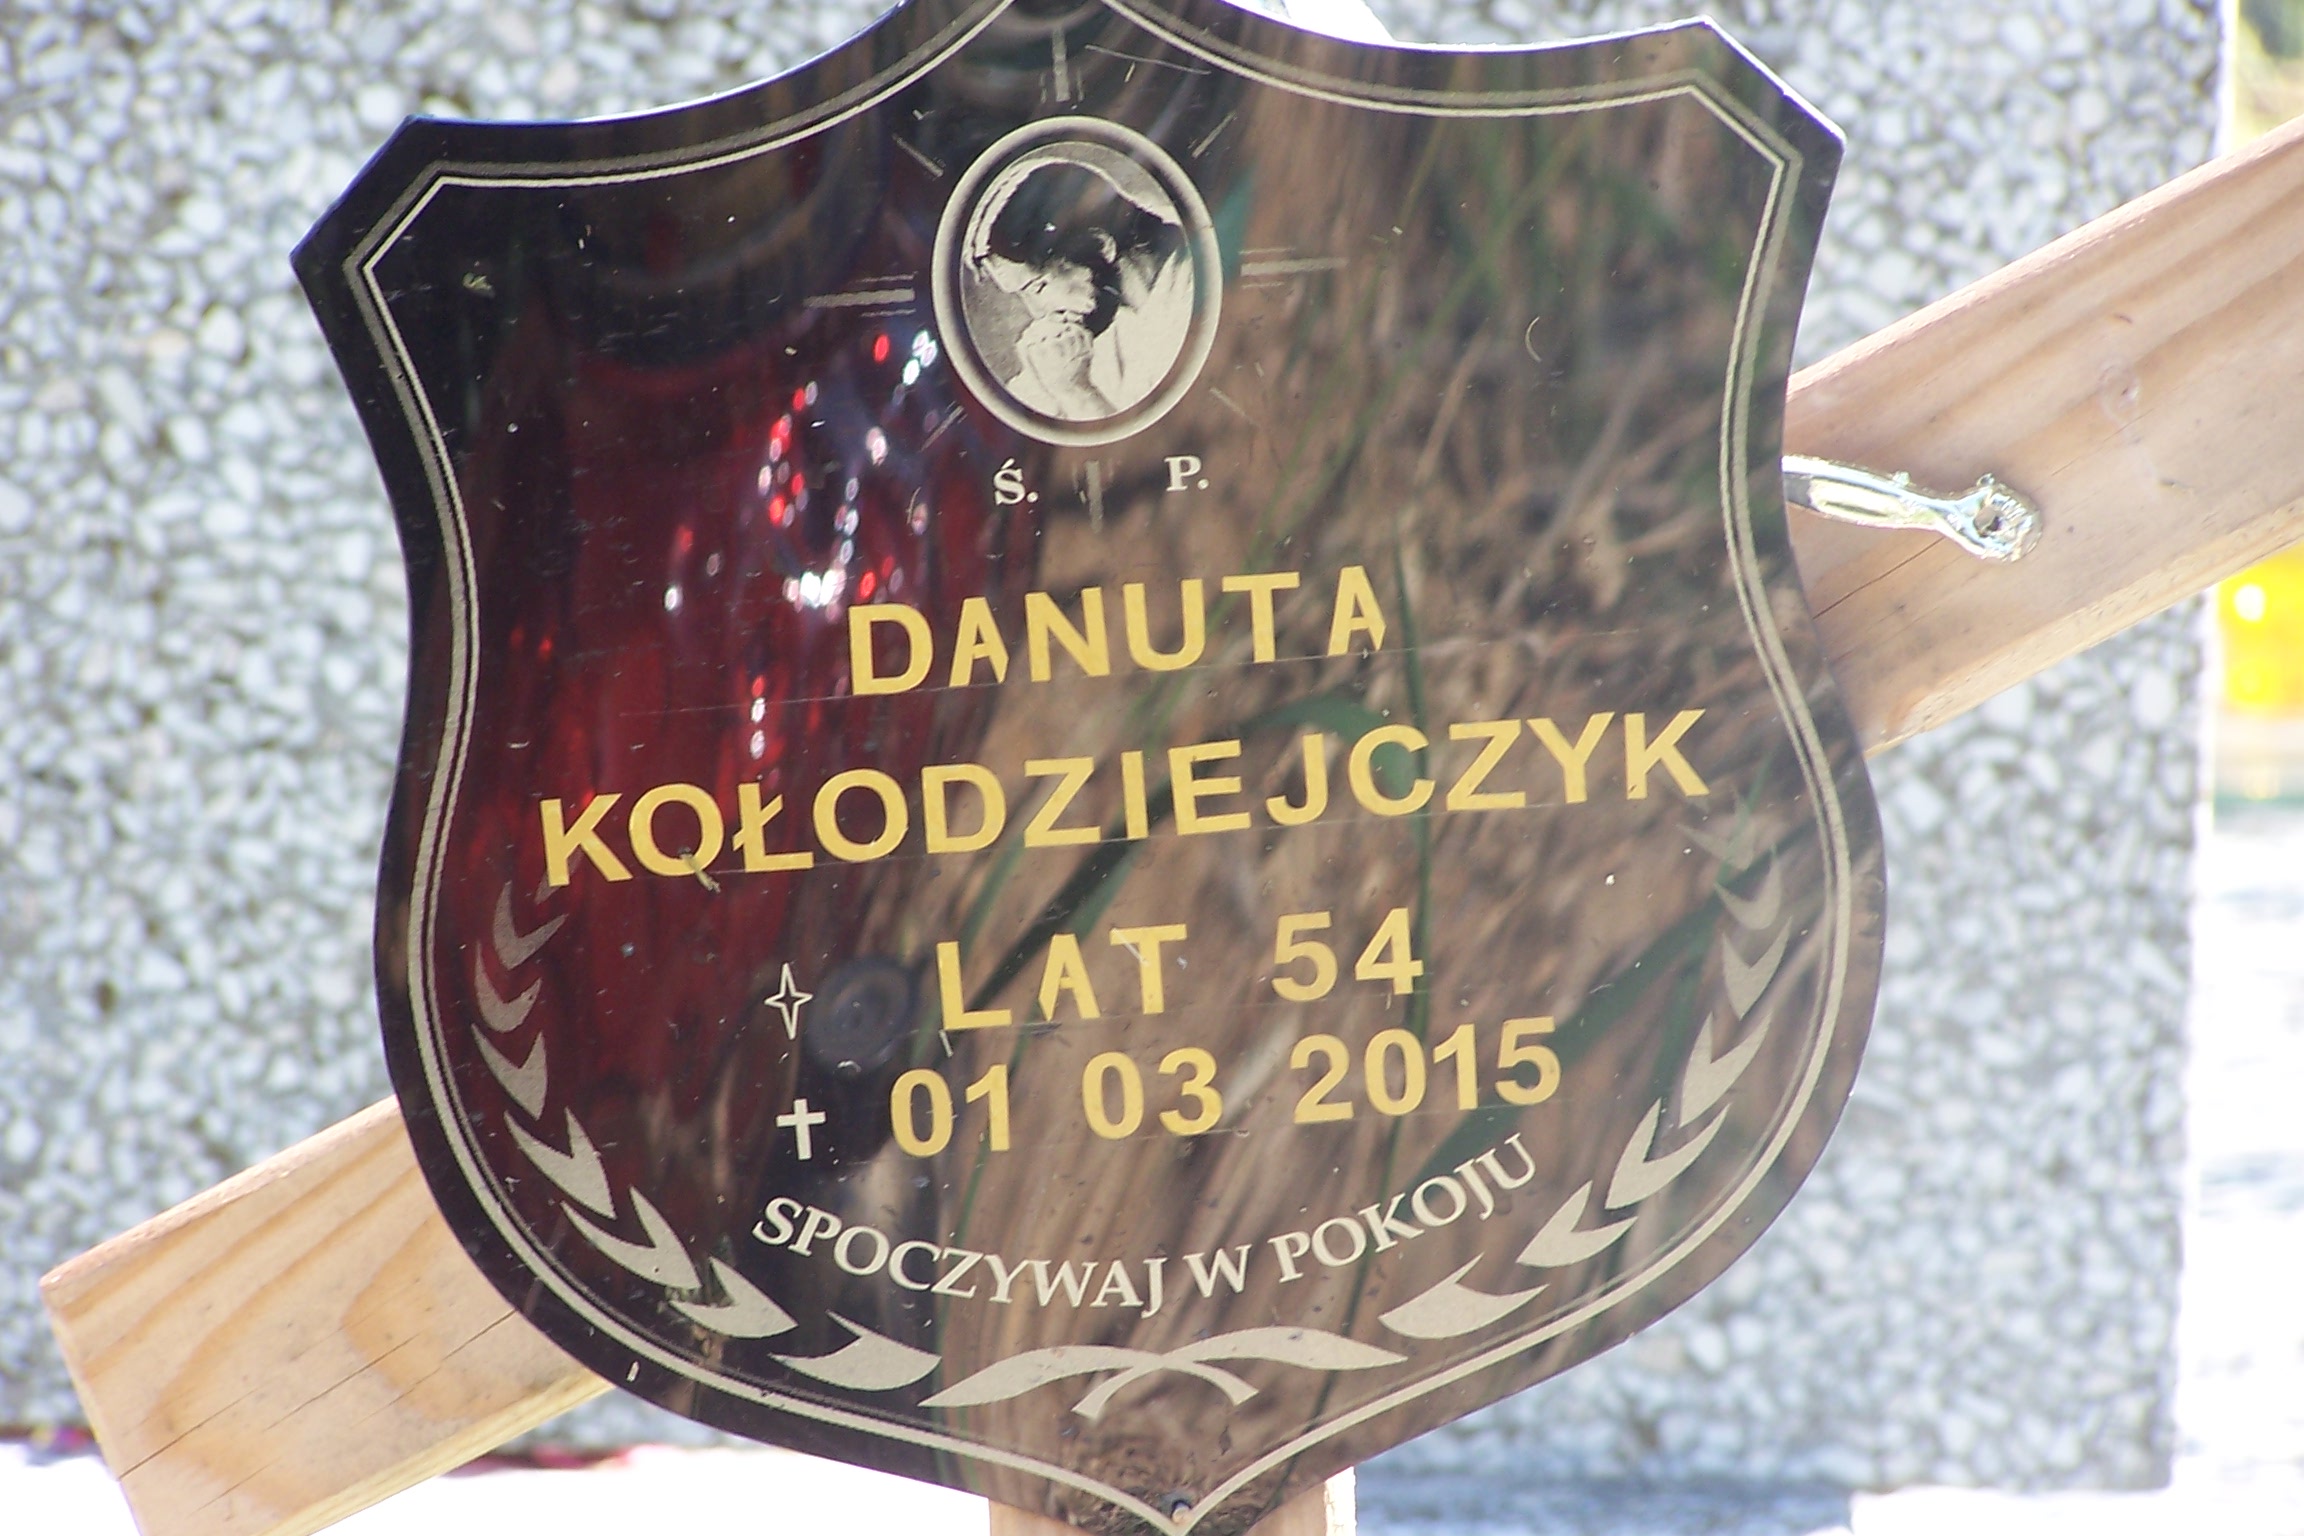 Ś. P.
DANUTA
KOŁODZIEJCZYK
LAT 54
01 03 2015
SPOCZYWAJ W POKOJU